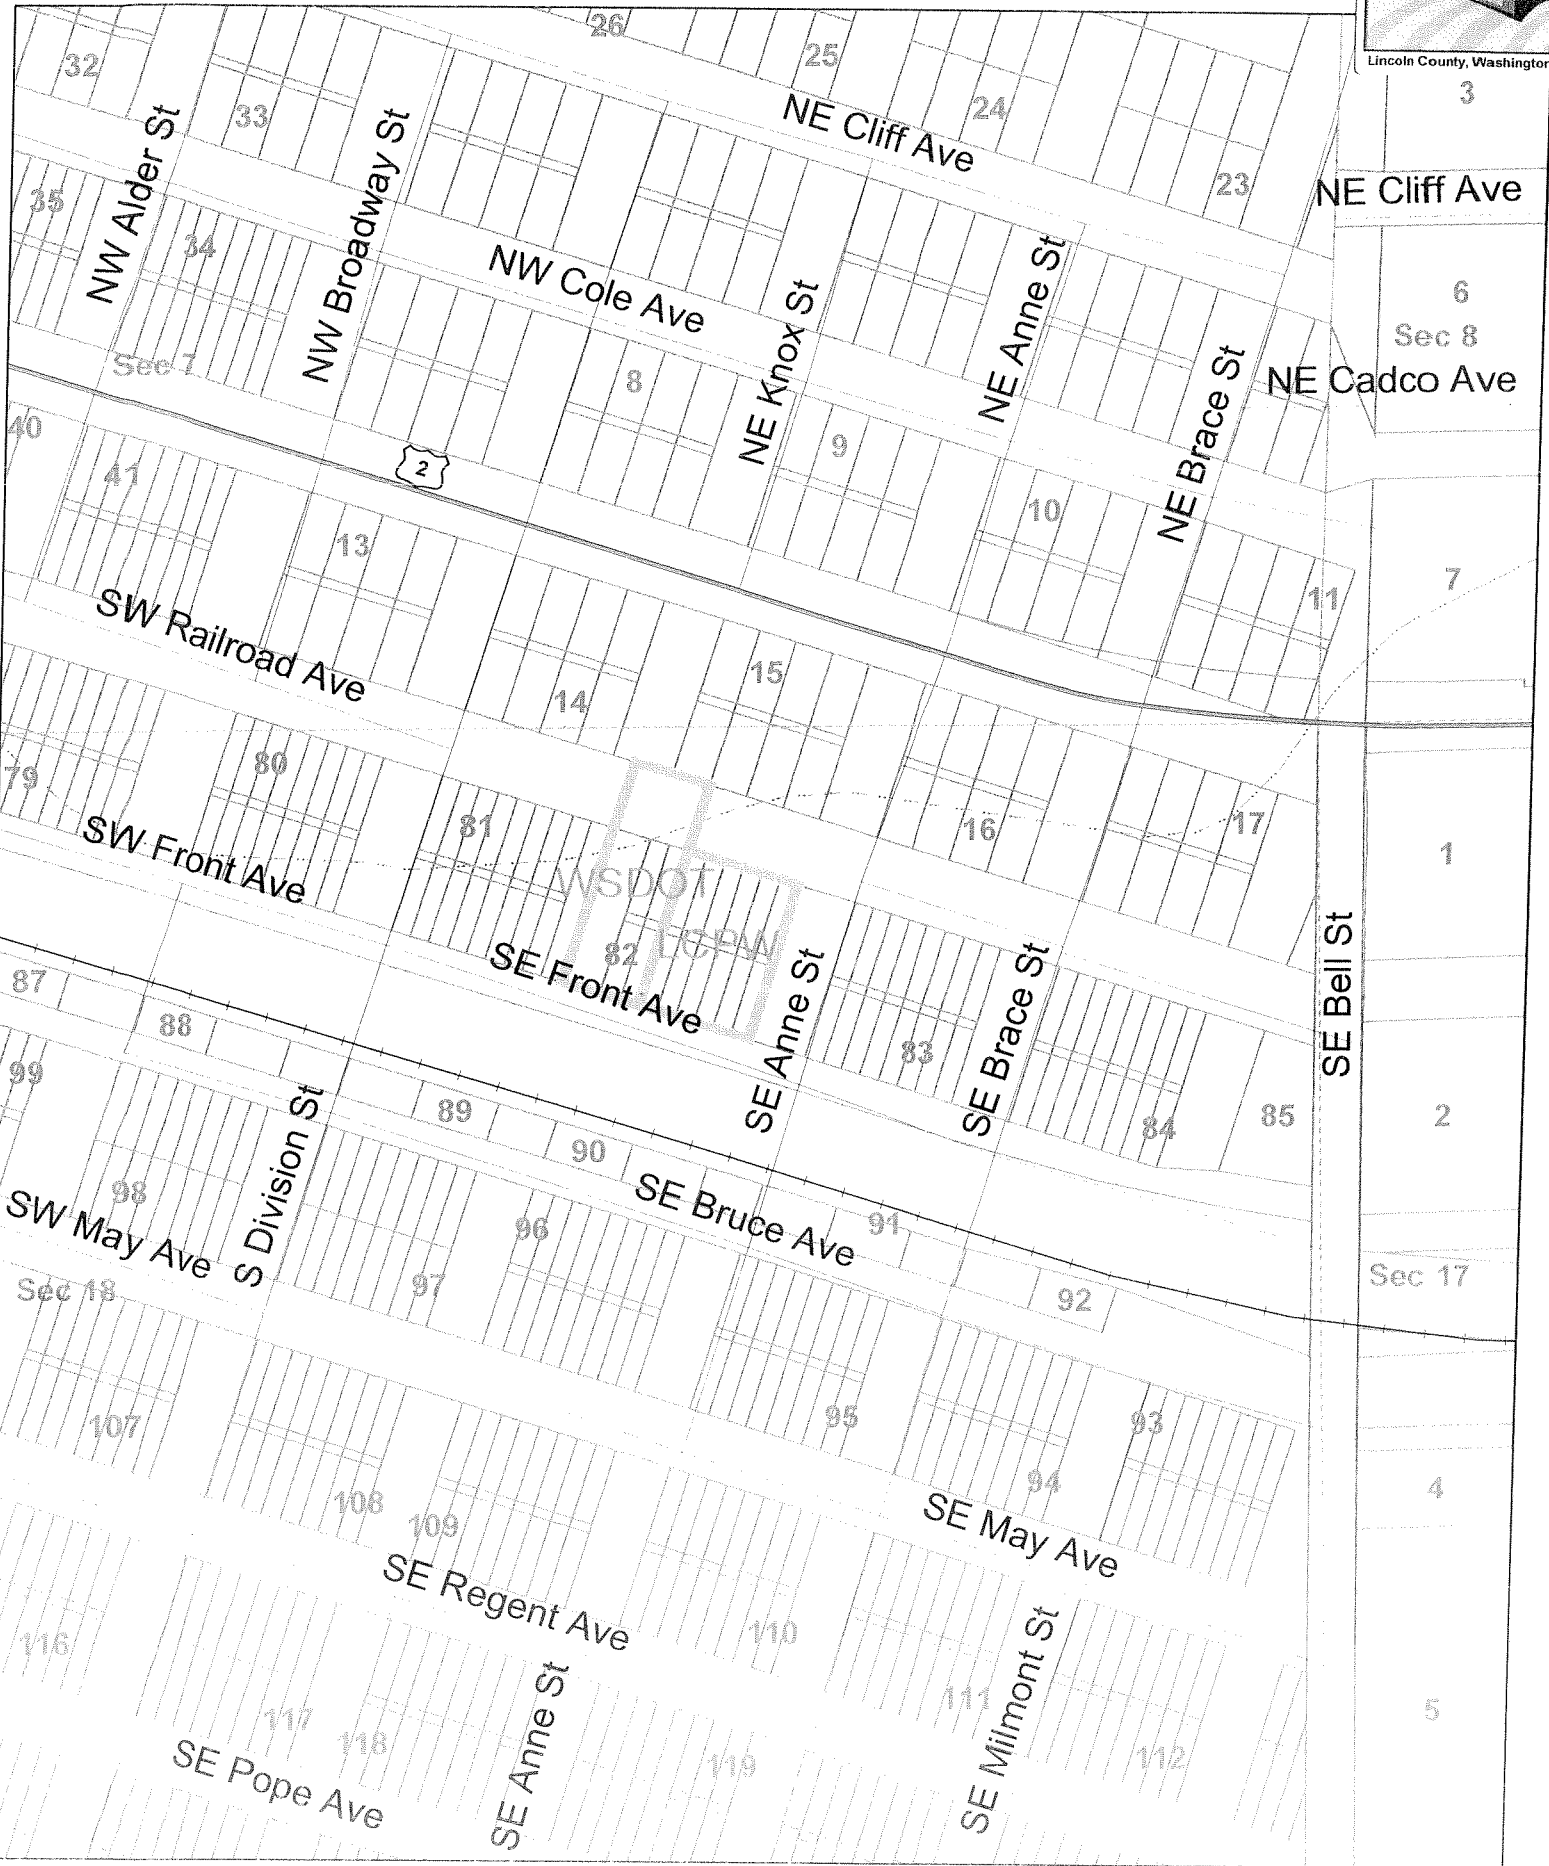 26
25
32
Lincoln County, Washington
3
33
24
NE Cliff Ave
NW Alder St
NW Broadway St
23
NE Cliff Ave
35
34
NW Cole Ave
NE Knox St
NE Anne St
6
Sec 8
Sec 7
8
NE Brace St
NE Cadco Ave
40
41
2
9
10
13
7
11
SW Railroad Ave
15
14
79
80
81
16
17
1
SW Front Ave
WSDOT
LCPW
82
SE Front Ave
SE Anne St
SE Brace St
SE Bell St
87
88
83
99
89
84
85
2
90
S Division St
98
96
SE Bruce Ave
91
SW May Ave
Sec 18
97
92
Sec 17
107
95
93
108
109
94
4
SE May Ave
SE Regent Ave
116
110
SE Milmont St
111
117
118
SE Anne St
119
112
5
SE Pope Ave